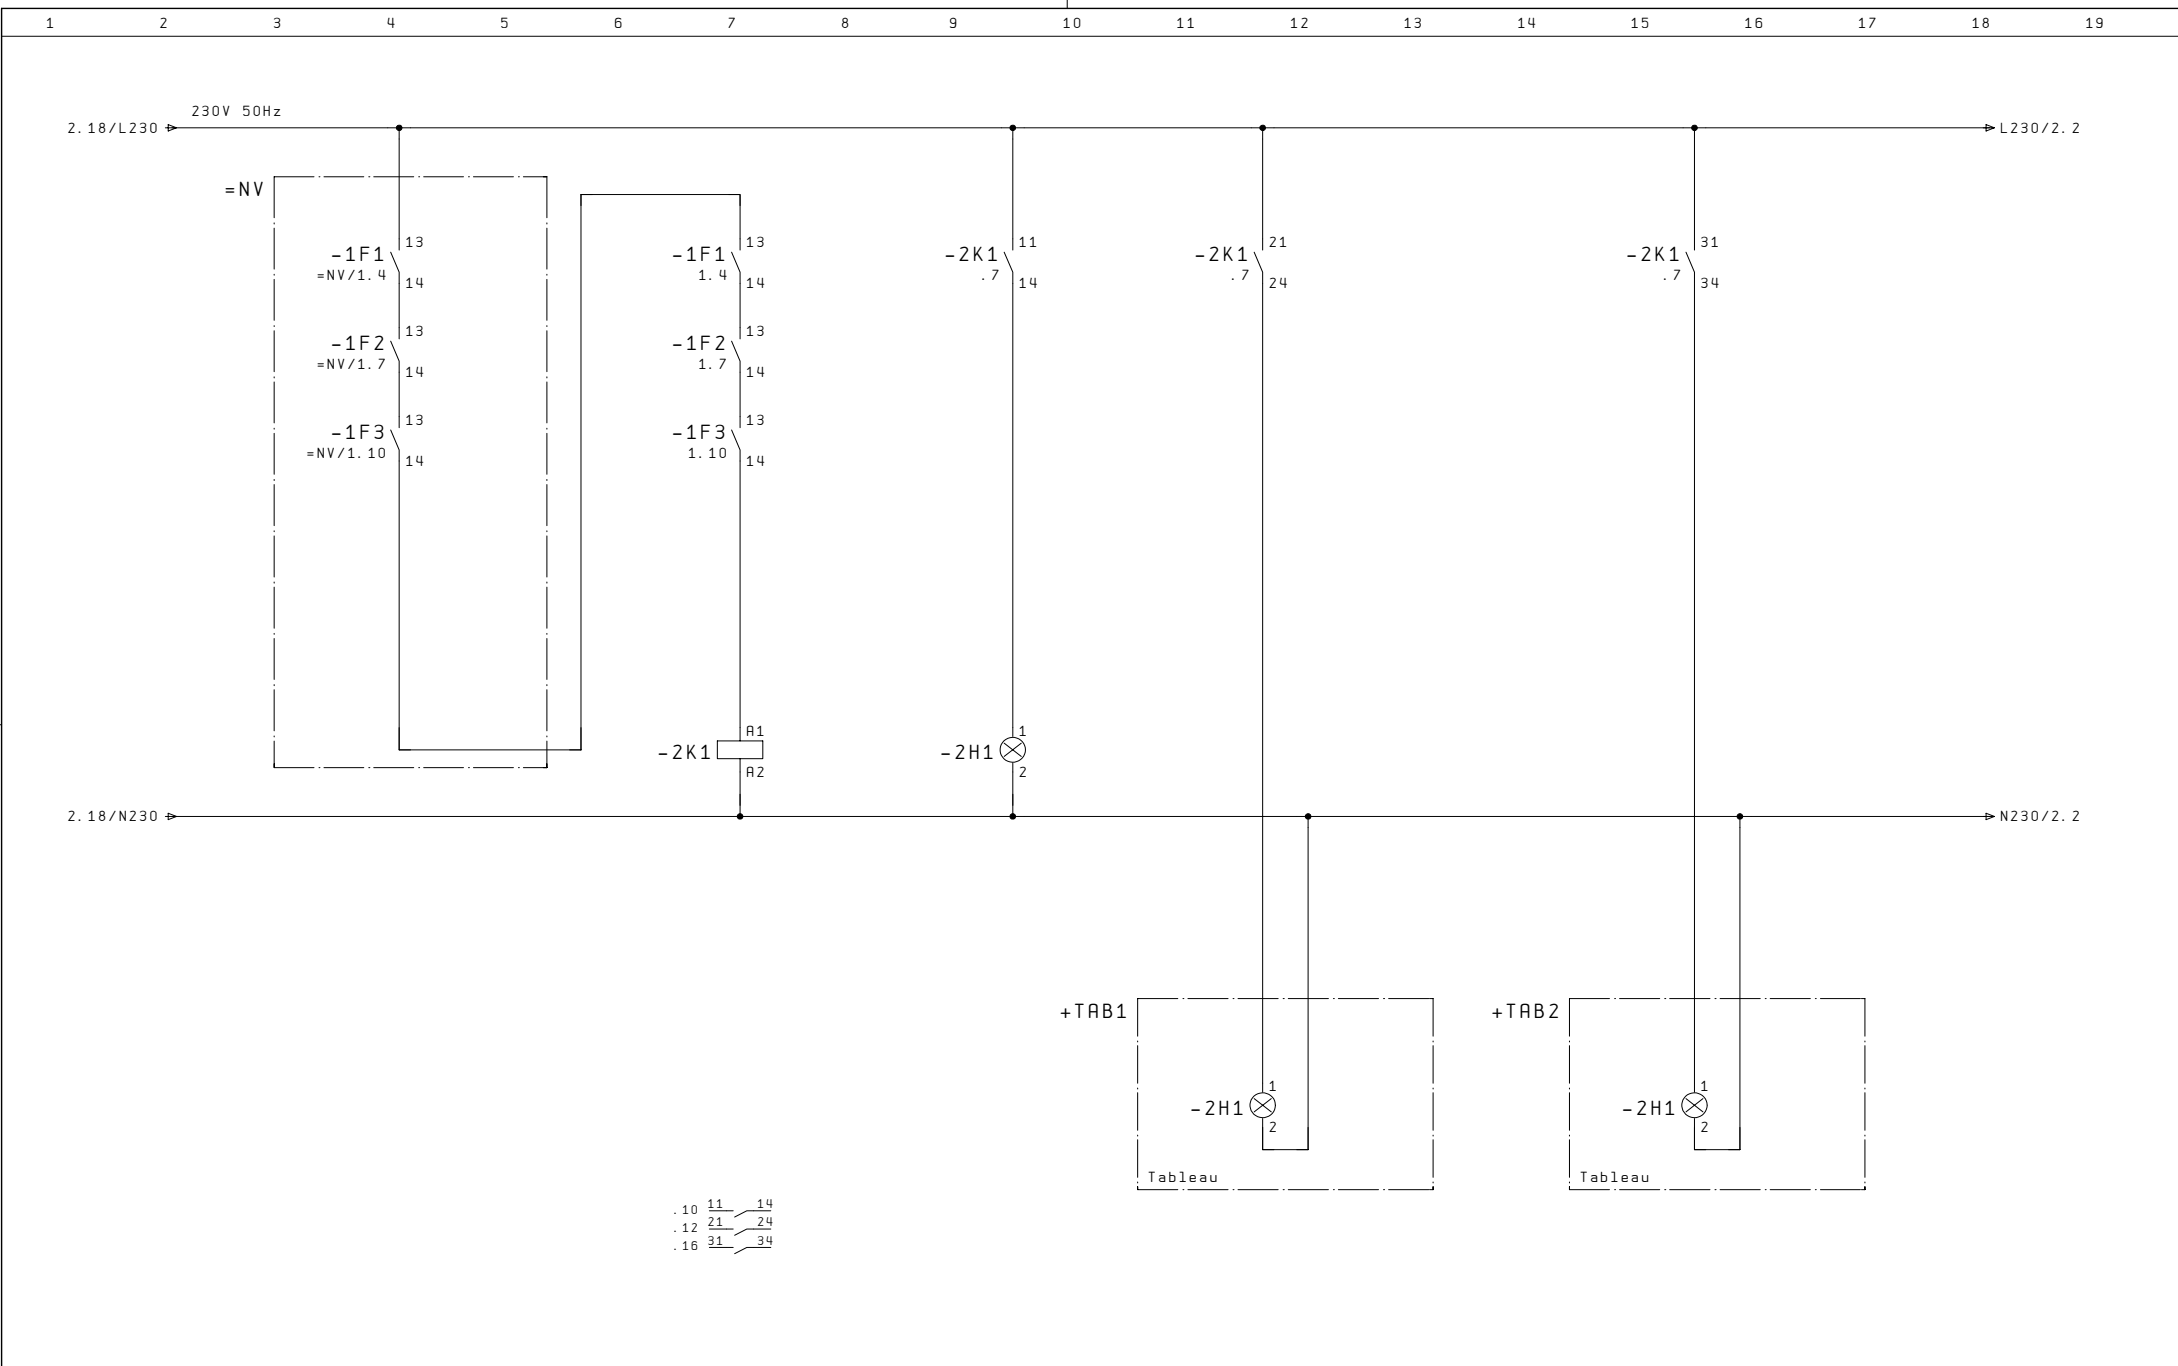 1 2 3 4 5 6 7 8 9 10 11 12 13 14 15 16 17 18 19
230V 50Hz
2.18/L230 L230/2.2
=NV
13 13 11 21 31
-1F1 -1F1 -2K1 -2K1 -2K1
=NV/1.4 1.4 .7 .7 .7
14 14 14 24 34
13 13
-1F2 -1F2
=NV/1.7 1.7
14 14
13 13
-1F3 -1F3
=NV/1.10 1.10
14 14
A1 1
-2K1 -2H1
A2 2
2.18/N230 N230/2.2
+TAB1 +TAB2
1 1
-2H1 -2H1
2 2
Tableau Tableau
.10 11 14
.12 21 24
.16 31 34